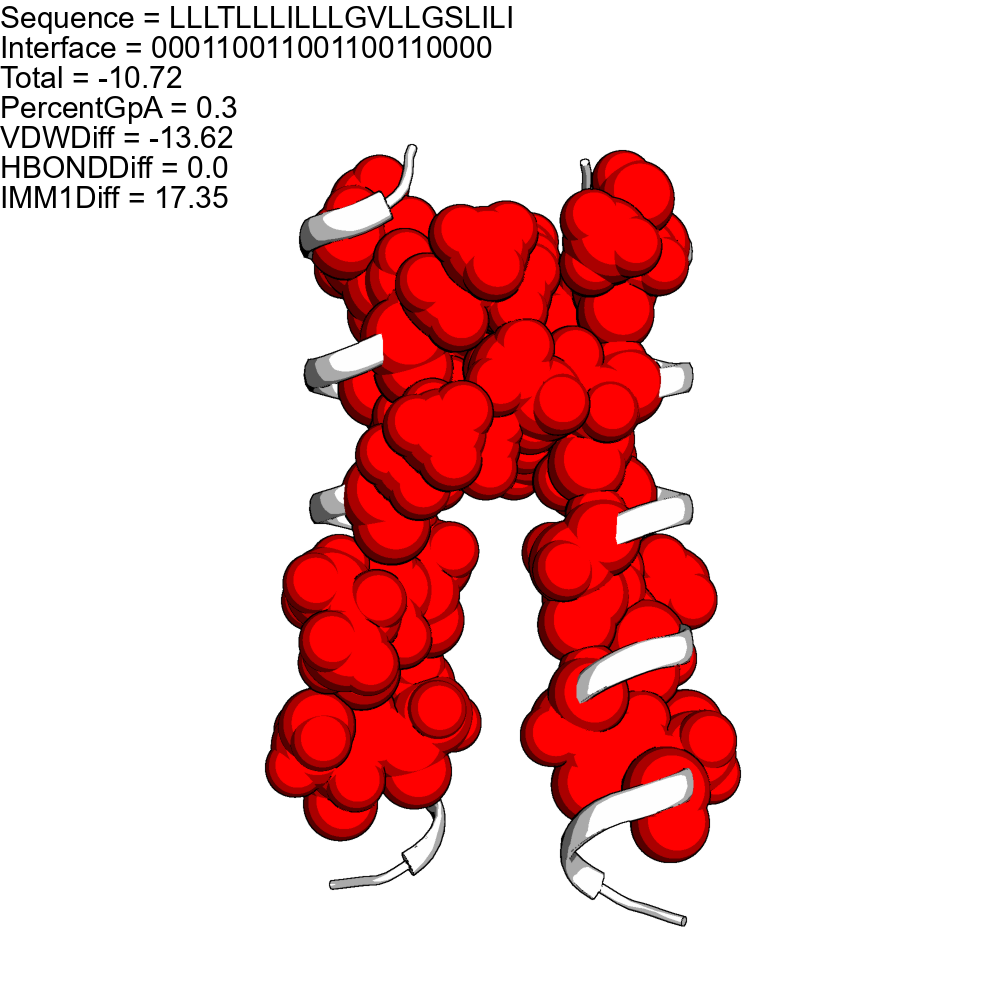 Sequence = LLLTLLLILLLGVLLGSLILI
Interface = 000110011001100110000
Total = -10.72
PercentGpA = 0.3
VDWDiff = -13.62
HBONDDiff = 0.0
IMM1Diff = 17.35